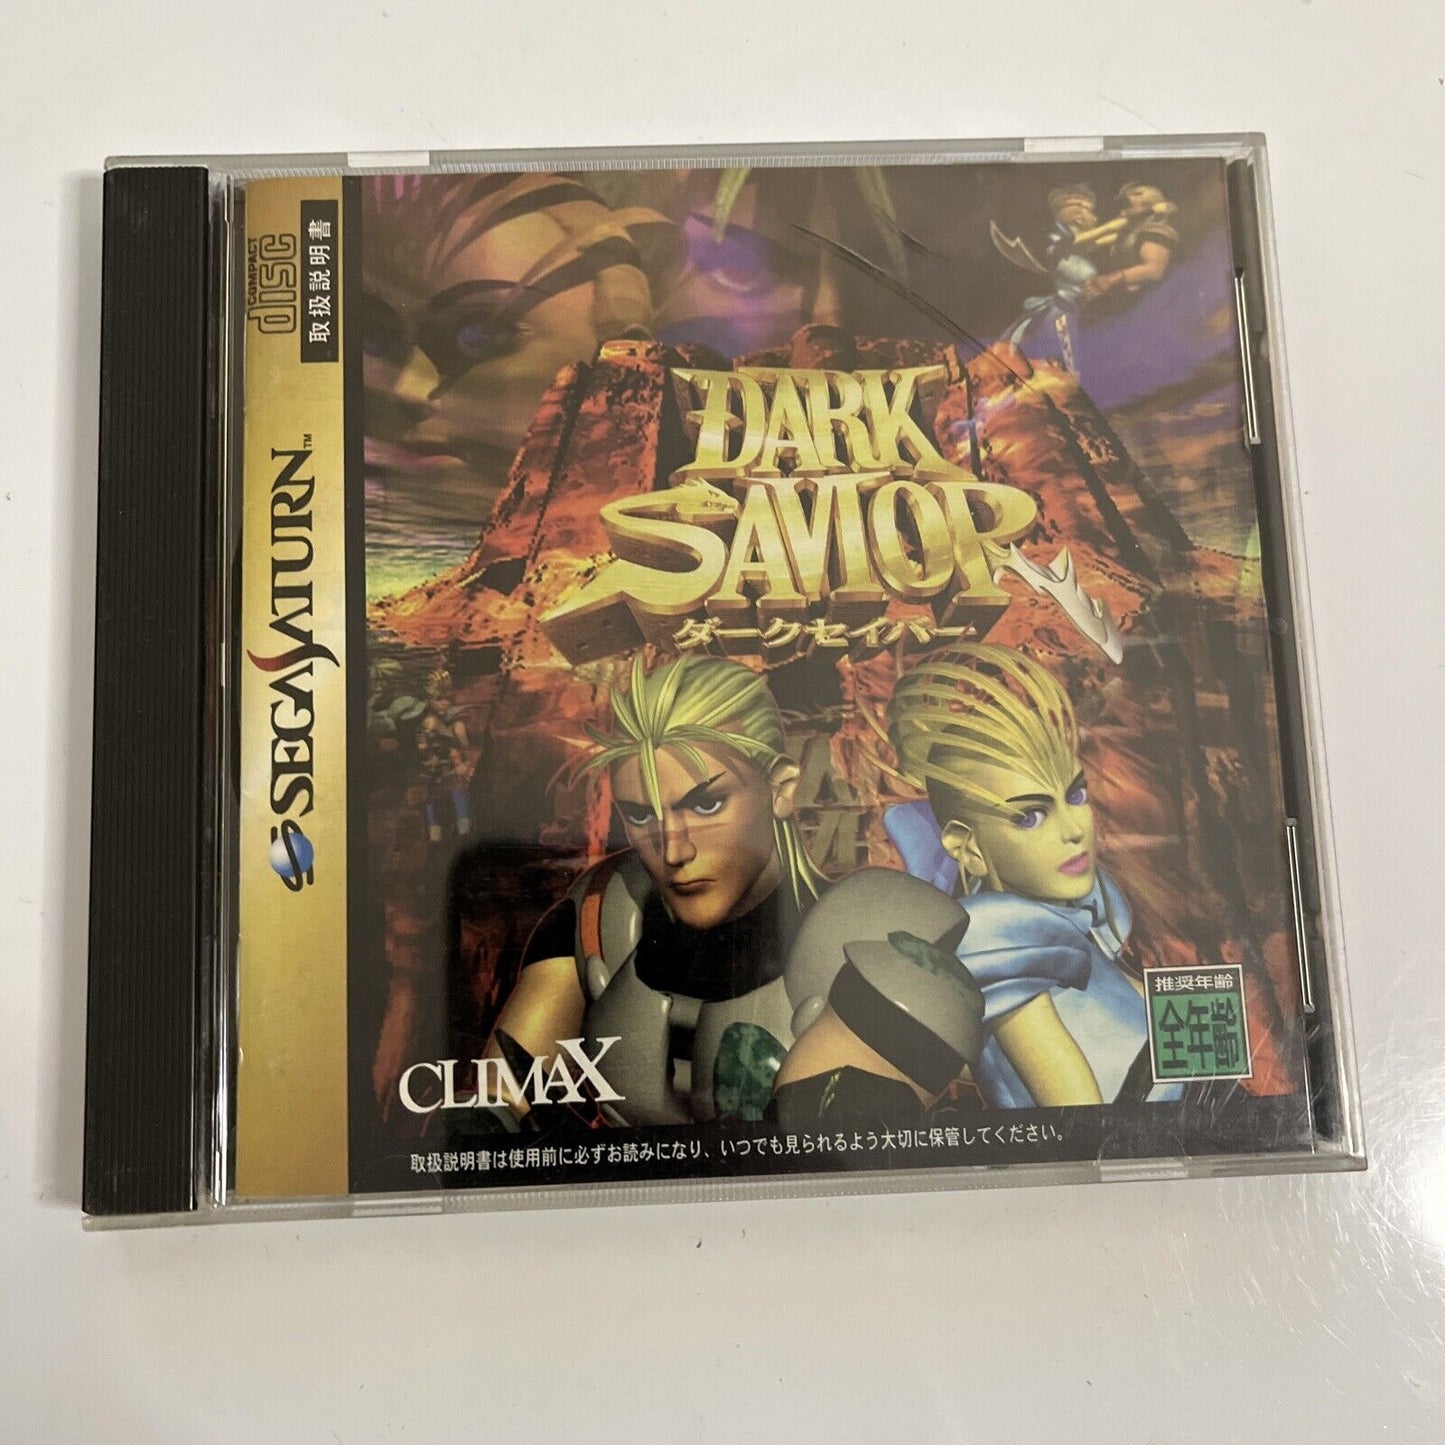 COMPACT
disc
取扱説明書
SEGA SATURN™
DARK
SAVIOR
ダークセイバー
CLIMAX
推奨年齢
全年齢
取扱説明書は使用前に必ずお読みになり、いつでも見られるよう大切に保管してください。